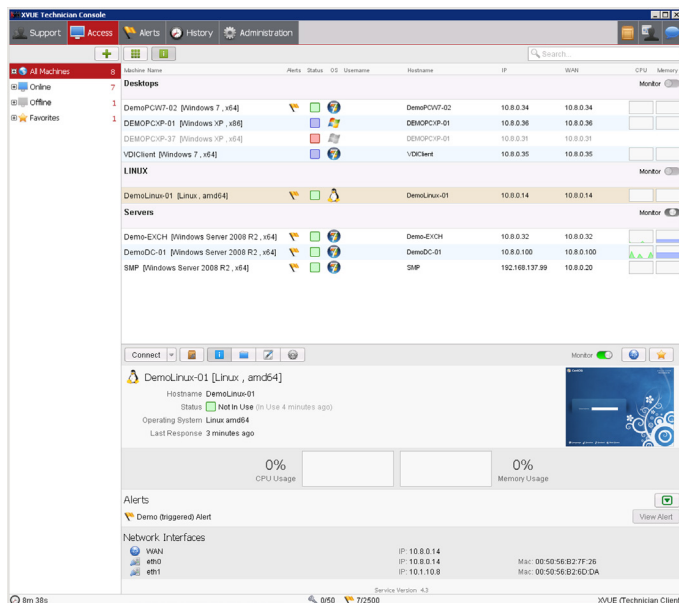 XVUE Technician Console
Support Access Alerts History Administration
Search...
All Machines 8
Online 7
Offline 1
Favorites 1
Machine Name Alerts Status OS Username Hostname IP WAN CPU Memory
Desktops Monitor
DemoPCW7-02 [Windows 7 , x64] DemoPCW7-02 10.8.0.34 10.8.0.34
DEMOPCXP-01 [Windows XP , x86] DEMOPCXP-01 10.8.0.36 10.8.0.36
DEMOPCXP-37 [Windows XP , x64] DEMOPCXP-01 10.8.0.31 10.8.0.31
VDIClient [Windows 7 , x64] VDIClient 10.8.0.35 10.8.0.35
LINUX Monitor
DemoLinux-01 [Linux , amd64] DemoLinux-01 10.8.0.14 10.8.0.14
Servers Monitor
Demo-EXCH [Windows Server 2008 R2 , x64] Demo-EXCH 10.8.0.32 10.8.0.32
DemoDC-01 [Windows Server 2008 R2 , x64] DemoDC-01 10.8.0.100 10.8.0.100
SMP [Windows Server 2008 R2 , x64] SMP 192.168.137.99 10.8.0.20
Connect Monitor
DemoLinux-01 [Linux , amd64]
Hostname DemoLinux-01
Status Not In Use (In Use 4 minutes ago)
Operating System Linux amd64
Last Response 3 minutes ago
0% 0%
CPU Usage Memory Usage
Alerts
Demo (triggered) Alert View Alert
Network Interfaces
WAN IP: 10.8.0.14
eth0 IP: 10.8.0.14 Mac: 00:50:56:B2:7F:26
eth1 IP: 10.1.10.8 Mac: 00:50:56:B2:6D:DA
Service Version 4.3
8m 38s 0/50 7/2500 XVUE (Technician Client